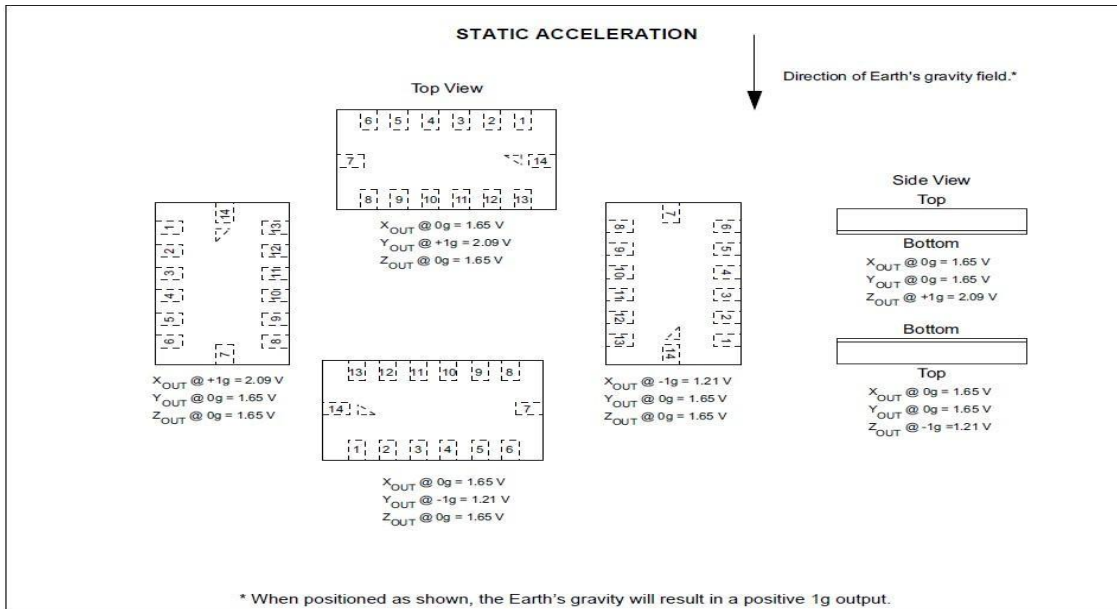 STATIC ACCELERATION
Direction of Earth's gravity field.*
Top View
6 5 4 3 2 1
7 14
8 9 10 11 12 13
XOUT @ 0g = 1.65 V
YOUT @ +1g = 2.09 V
ZOUT @ 0g = 1.65 V
14
1 13
2 12
3 11
4 10
5 9
6 8
7
XOUT @ +1g = 2.09 V
YOUT @ 0g = 1.65 V
ZOUT @ 0g = 1.65 V
13 12 11 10 9 8
14 7
1 2 3 4 5 6
XOUT @ 0g = 1.65 V
YOUT @ -1g = 1.21 V
ZOUT @ 0g = 1.65 V
7
8 6
9 5
10 4
11 3
12 2
13 1
14
XOUT @ -1g = 1.21 V
YOUT @ 0g = 1.65 V
ZOUT @ 0g = 1.65 V
Side View
Top
Bottom
XOUT @ 0g = 1.65 V
YOUT @ 0g = 1.65 V
ZOUT @ +1g = 2.09 V
Bottom
Top
XOUT @ 0g = 1.65 V
YOUT @ 0g = 1.65 V
ZOUT @ -1g =1.21 V
* When positioned as shown, the Earth's gravity will result in a positive 1g output.